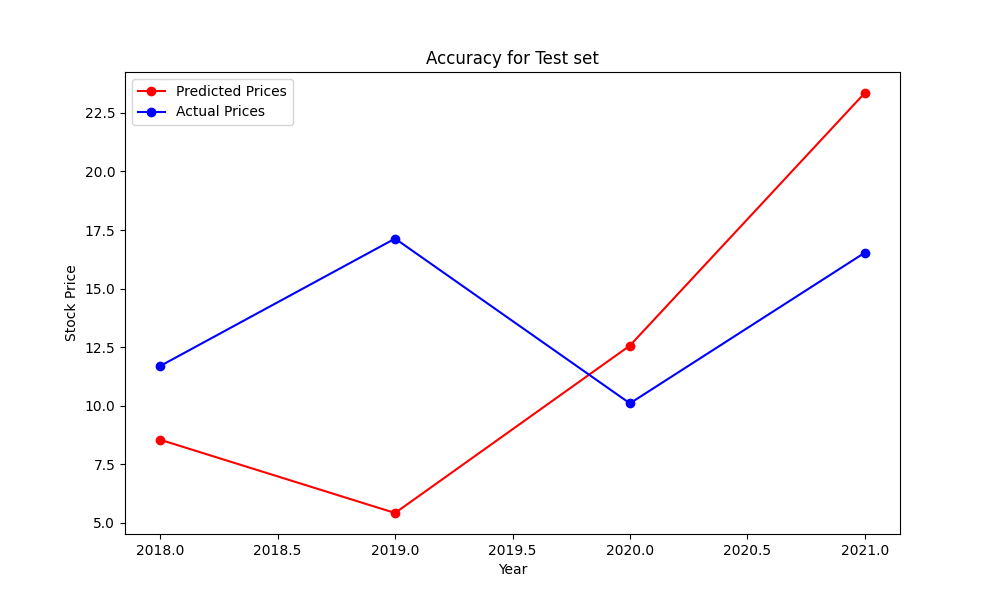 Accuracy for Test set
Predicted Prices
Actual Prices
22.5
20.0
17.5
15.0
12.5
10.0
7.5
5.0
Stock Price
2018.0 2018.5 2019.0 2019.5 2020.0 2020.5 2021.0
Year